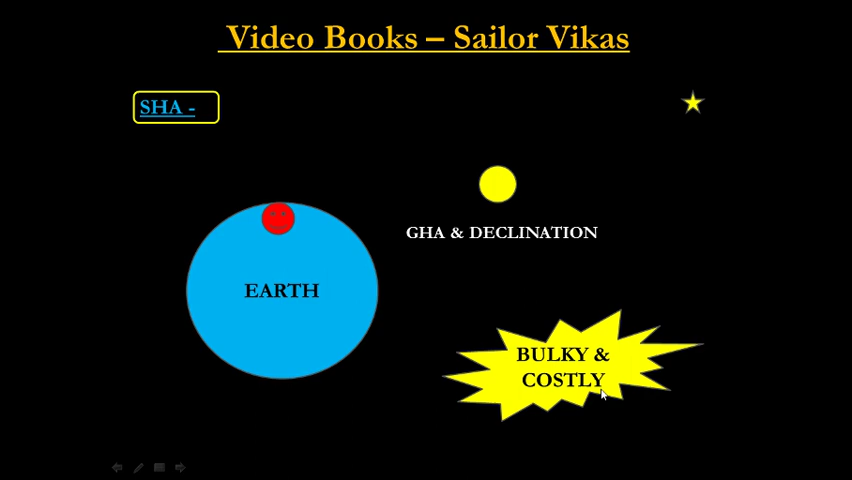 Video Books – Sailor Vikas
SHA -
GHA & DECLINATION
EARTH
BULKY &
COSTLY